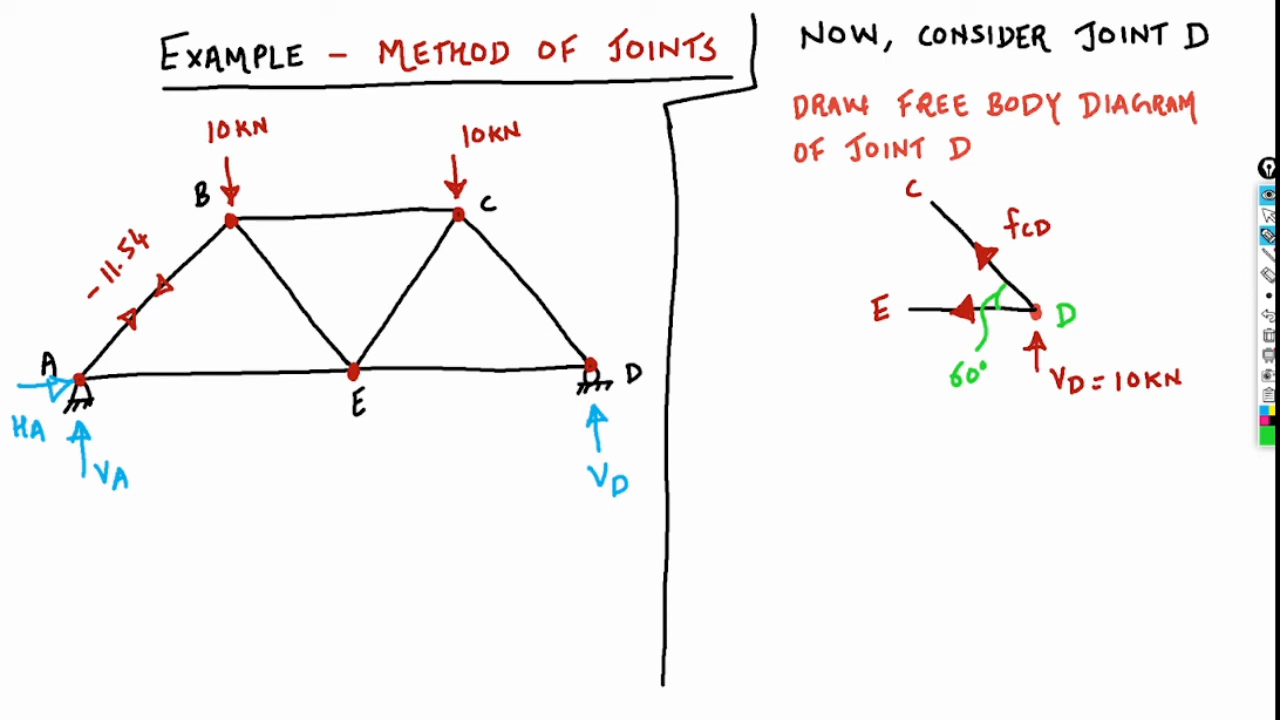 EXAMPLE - METHOD OF JOINTS
10KN
10KN
B
C
-11.54
A
E
D
HA
VA
VD
NOW, CONSIDER JOINT D
DRAW FREE BODY DIAGRAM
OF JOINT D
C
fCD
E
D
60°
VD = 10KN